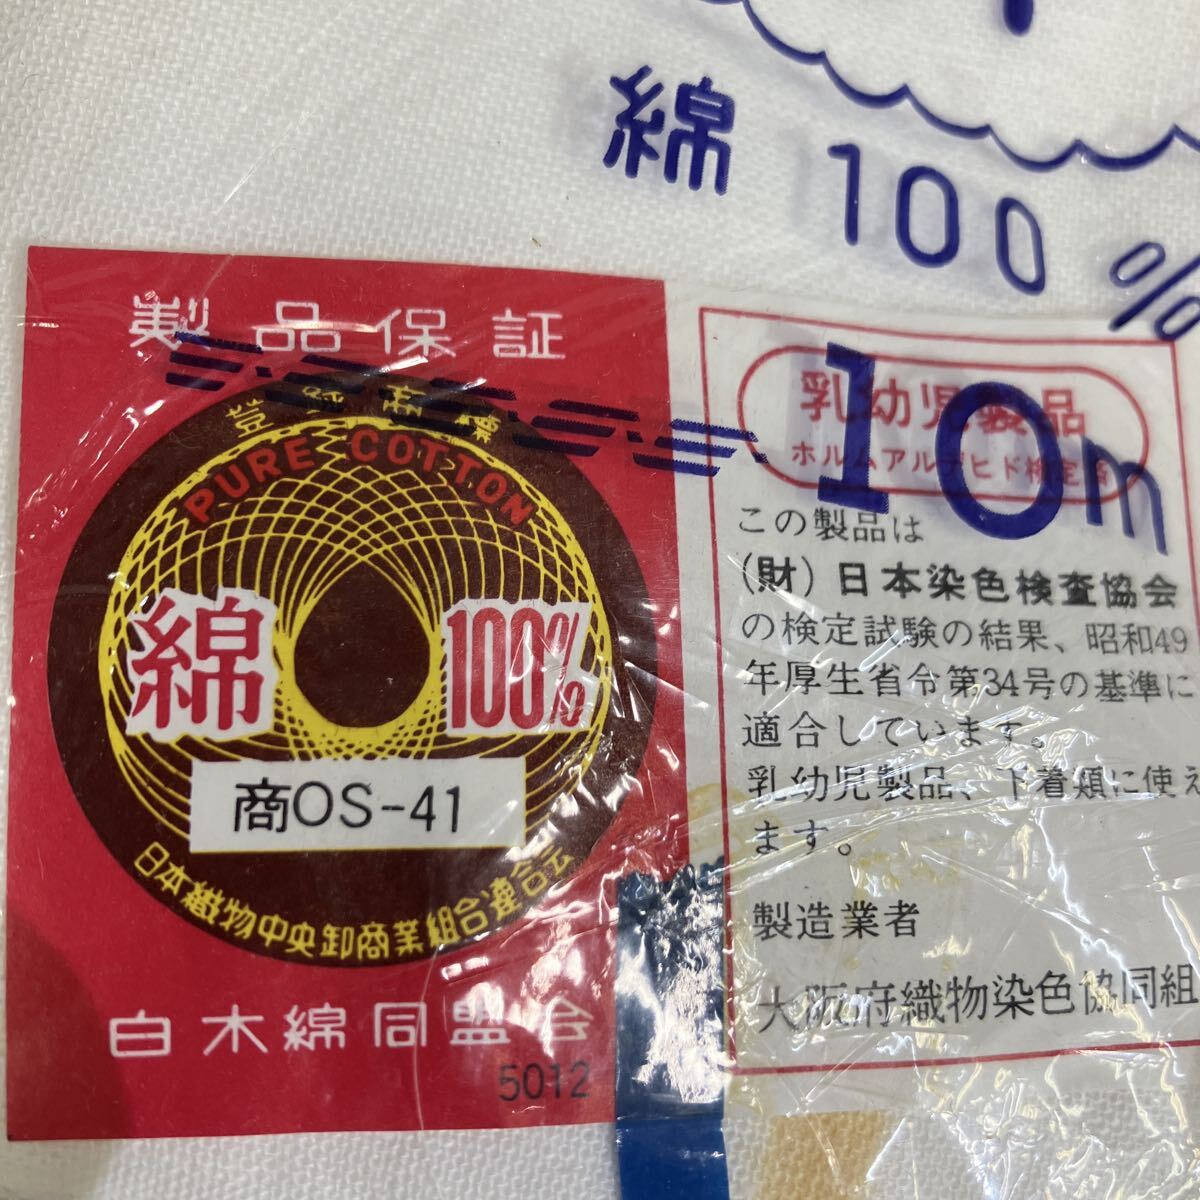 綿 100%
10m
製品保証
登録商標
PURE COTTON
綿 100%
商OS-41
日本織物中央卸商業組合連合会
白木綿同盟会
5012
乳幼児製品
ホルムアルデヒド検定済
この製品は
(財)日本染色検査協会
の検定試験の結果、昭和49
年厚生省令第34号の基準に
適合しています。
乳幼児製品、下着類に使え
ます。
製造業者
大阪府織物染色協同組